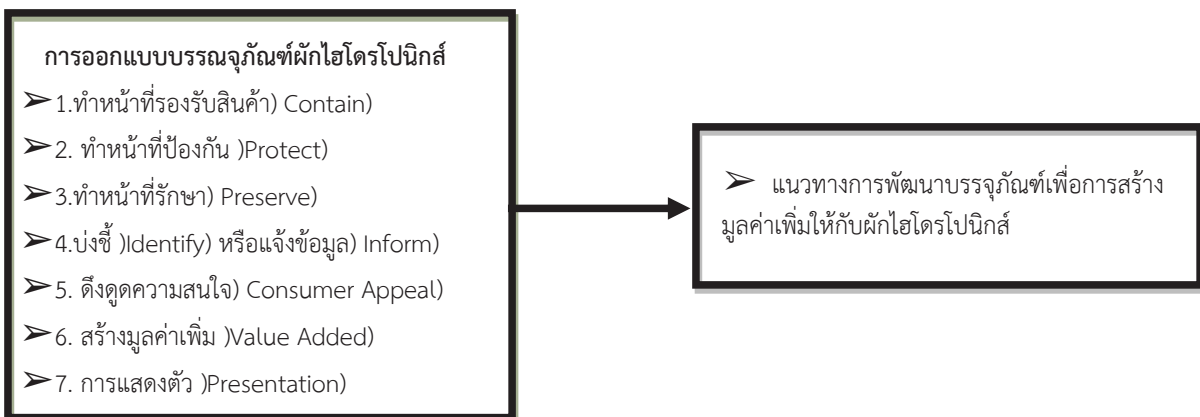 การออกแบบบรรณจุภัณฑ์ผักไฮโดรโปนิกส์
➢1.ทำหน้าที่รองรับสินค้า) Contain)
➢2. ทำหน้าที่ป้องกัน )Protect)
➢3.ทำหน้าที่รักษา) Preserve)
➢4.บ่งชี้ )Identify) หรือแจ้งข้อมูล) Inform)
➢5. ดึงดูดความสนใจ) Consumer Appeal)
➢6. สร้างมูลค่าเพิ่ม )Value Added)
➢7. การแสดงตัว )Presentation)
➢ แนวทางการพัฒนาบรรจุภัณฑ์เพื่อการสร้าง
มูลค่าเพิ่มให้กับผักไฮโดรโปนิกส์